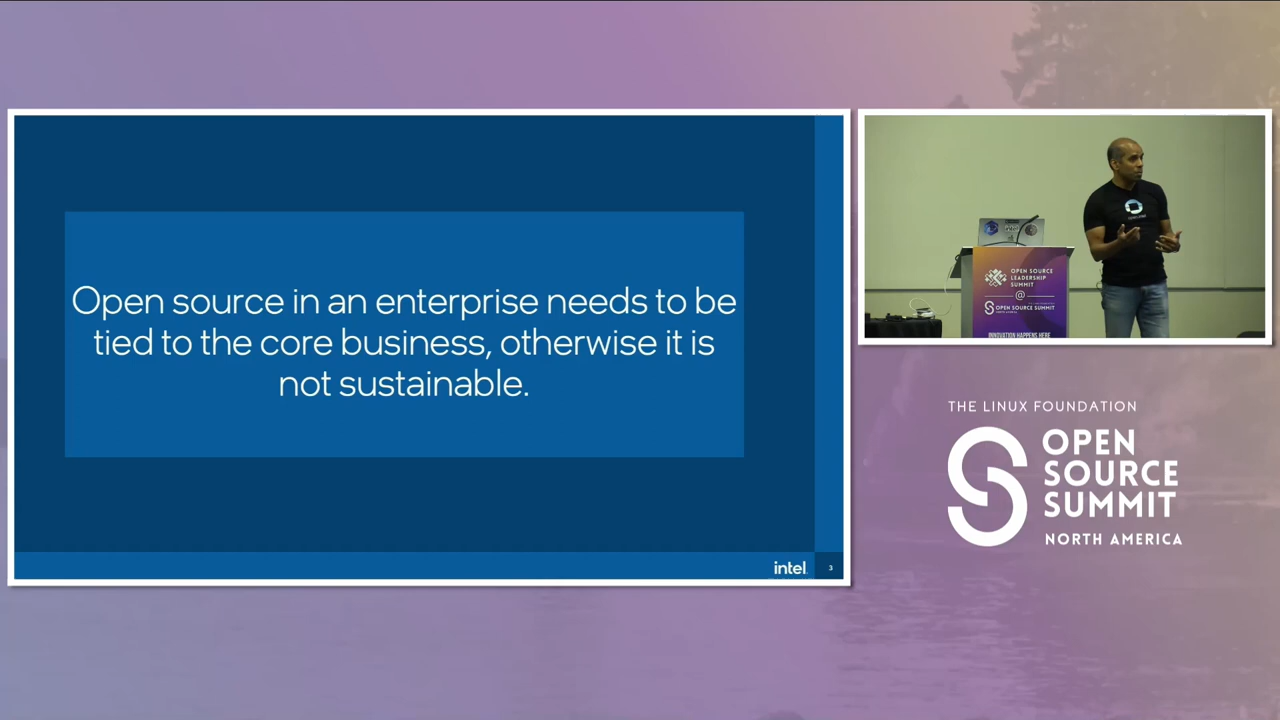 Open source in an enterprise needs to be
tied to the core business, otherwise it is
not sustainable.
intel
3
OPEN SOURCE
LEADERSHIP
SUMMIT
@
OPEN SOURCE SUMMIT
INNOVATION HAPPENS HERE
THE LINUX FOUNDATION
OPEN
SOURCE
SUMMIT
NORTH AMERICA